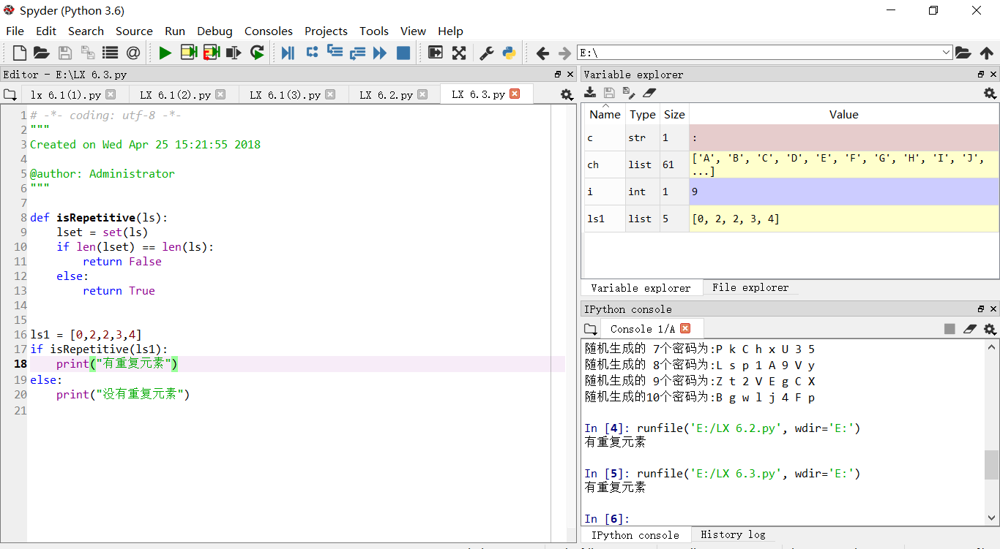 Spyder (Python 3.6)
File Edit Search Source Run Debug Consoles Projects Tools View Help
E:\
Editor - E:\LX 6.3.py
lx 6.1(1).py LX 6.1(2).py LX 6.1(3).py LX 6.2.py LX 6.3.py
1 # -*- coding: utf-8 -*-
2 """
3 Created on Wed Apr 25 15:21:55 2018
4
5 @author: Administrator
6 """
7
8 def isRepetitive(ls):
9     lset = set(ls)
10     if len(lset) == len(ls):
11         return False
12     else:
13         return True
14
15
16 ls1 = [0,2,2,3,4]
17 if isRepetitive(ls1):
18     print("有重复元素")
19 else:
20     print("没有重复元素")
21
Variable explorer
Name Type Size Value
c str 1 :
ch list 61 ['A', 'B', 'C', 'D', 'E', 'F', 'G', 'H', 'I', 'J',
...]
i int 1 9
ls1 list 5 [0, 2, 2, 3, 4]
Variable explorer File explorer
IPython console
Console 1/A
随机生成的 7个密码为:P k C h x U 3 5
随机生成的 8个密码为:L s p 1 A 9 V y
随机生成的 9个密码为:Z t 2 V E g C X
随机生成的10个密码为:B g w l j 4 F p
In [4]: runfile('E:/LX 6.2.py', wdir='E:')
有重复元素
In [5]: runfile('E:/LX 6.3.py', wdir='E:')
有重复元素
In [6]:
IPython console History log